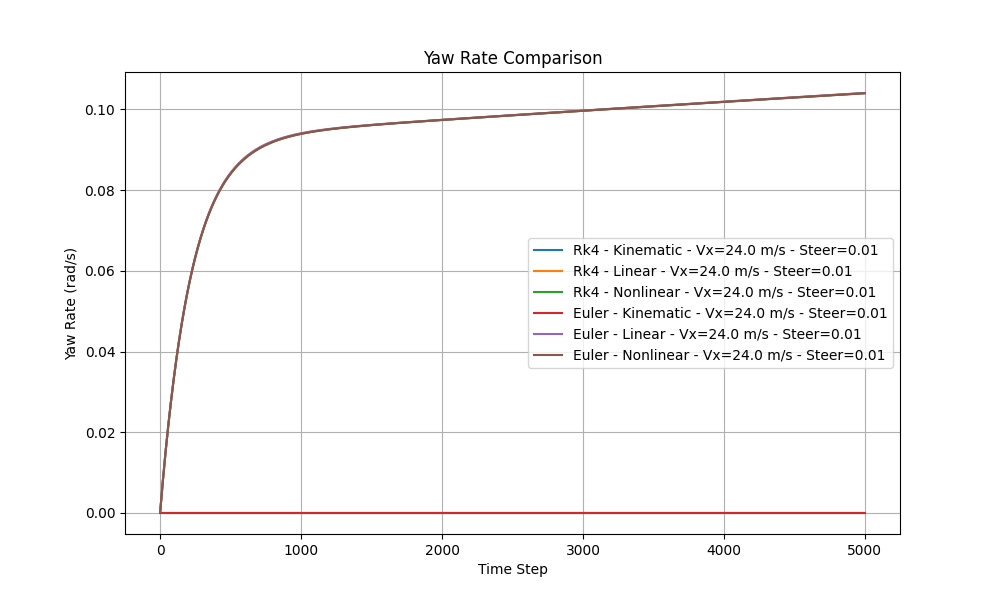 Yaw Rate Comparison
Yaw Rate (rad/s)
0.10
0.08
0.06
0.04
0.02
0.00
Rk4 - Kinematic - Vx=24.0 m/s - Steer=0.01
Rk4 - Linear - Vx=24.0 m/s - Steer=0.01
Rk4 - Nonlinear - Vx=24.0 m/s - Steer=0.01
Euler - Kinematic - Vx=24.0 m/s - Steer=0.01
Euler - Linear - Vx=24.0 m/s - Steer=0.01
Euler - Nonlinear - Vx=24.0 m/s - Steer=0.01
0 1000 2000 3000 4000 5000
Time Step